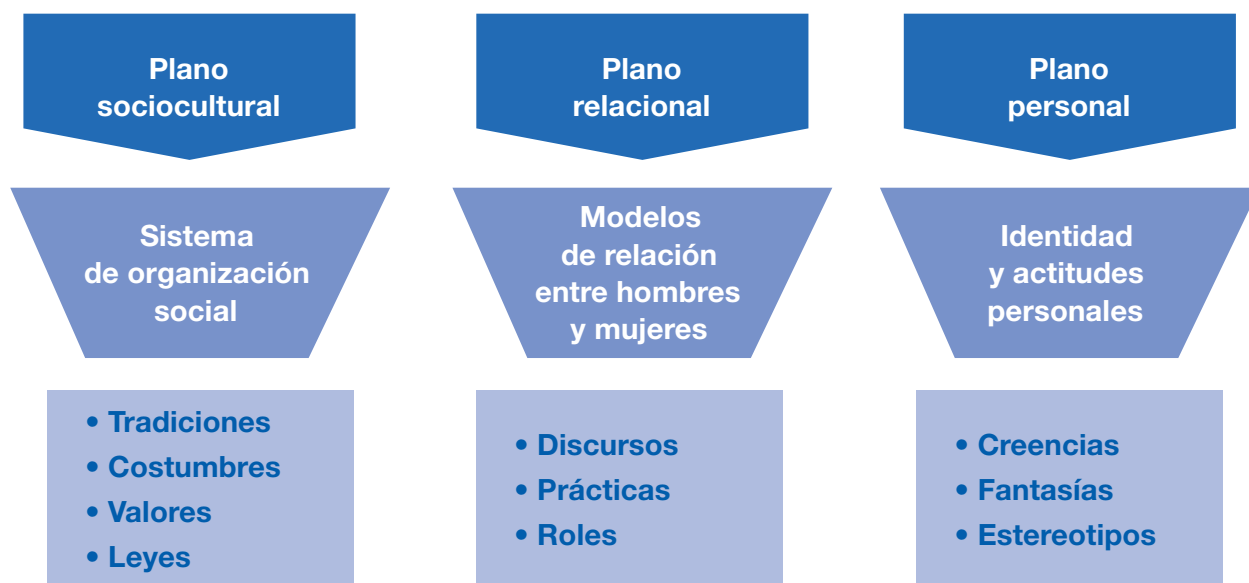 Plano
sociocultural
Sistema
de organización
social
• Tradiciones
• Costumbres
• Valores
• Leyes
Plano
relacional
Modelos
de relación
entre hombres
y mujeres
• Discursos
• Prácticas
• Roles
Plano
personal
Identidad
y actitudes
personales
• Creencias
• Fantasías
• Estereotipos